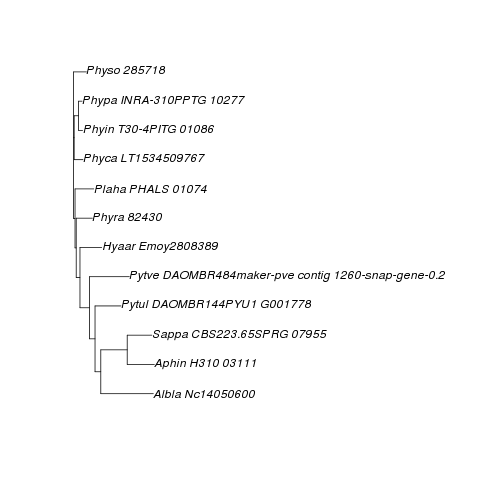 Physo 285718
Phypa INRA-310PPTG 10277
Phyin T30-4PITG 01086
Phyca LT1534509767
Plaha PHALS 01074
Phyra 82430
Hyaar Emoy2808389
Pytve DAOMBR484maker-pve contig 1260-snap-gene-0.2
Pytul DAOMBR144PYU1 G001778
Sappa CBS223.65SPRG 07955
Aphin H310 03111
Albla Nc14050600